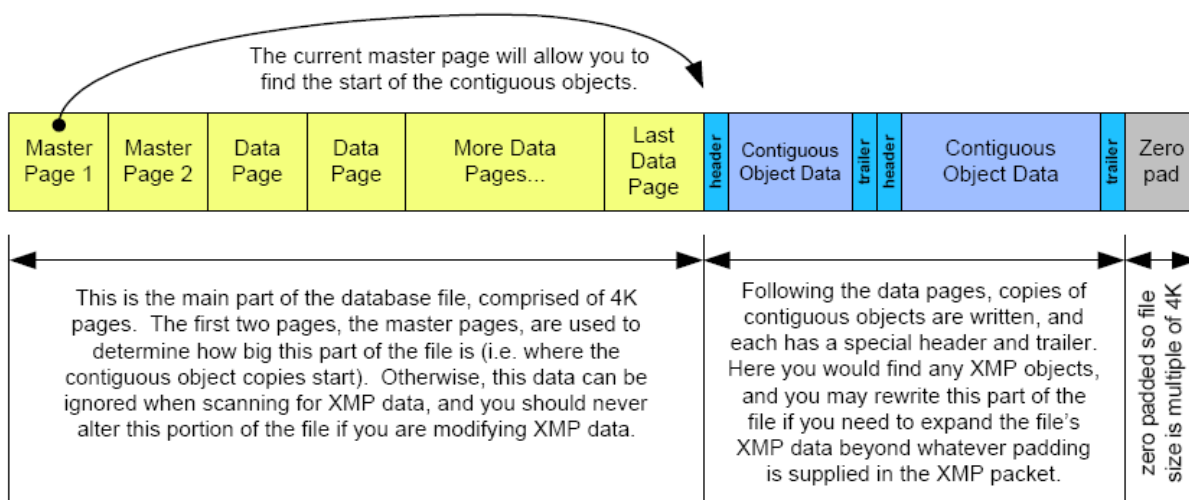 The current master page will allow you to
find the start of the contiguous objects.
Master
Page 1
Master
Page 2
Data
Page
Data
Page
More Data
Pages...
Last
Data
Page
header
Contiguous
Object Data
trailer
header
Contiguous
Object Data
trailer
Zero
pad
This is the main part of the database file, comprised of 4K
pages.  The first two pages, the master pages, are used to
determine how big this part of the file is (i.e. where the
contiguous object copies start).  Otherwise, this data can be
ignored when scanning for XMP data, and you should never
alter this portion of the file if you are modifying XMP data.
Following the data pages, copies of
contiguous objects are written, and
each has a special header and trailer.
Here you would find any XMP objects,
and you may rewrite this part of the
file if you need to expand the file's
XMP data beyond whatever padding
is supplied in the XMP packet.
zero padded so file
size is multiple of 4K